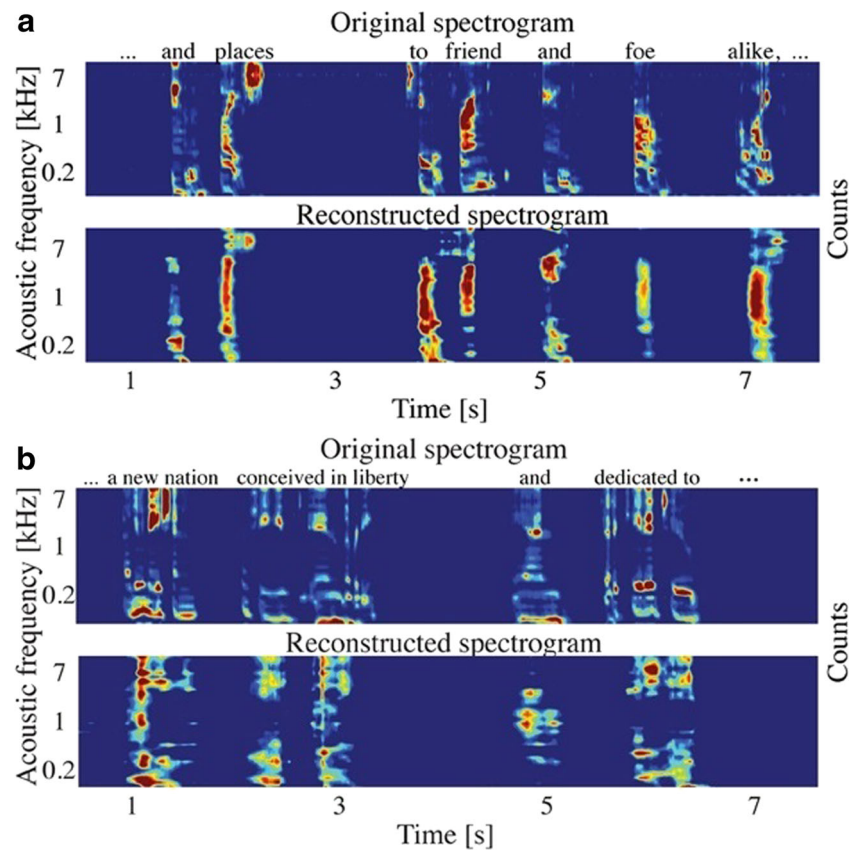 a
Original spectrogram
... and places to friend and foe alike, ...
Acoustic frequency [kHz]
7
1
0.2
Counts
Reconstructed spectrogram
7
1
0.2
1 3 5 7
Time [s]
b
Original spectrogram
... a new nation conceived in liberty and dedicated to ...
Acoustic frequency [kHz]
7
1
0.2
Counts
Reconstructed spectrogram
7
1
0.2
1 3 5 7
Time [s]